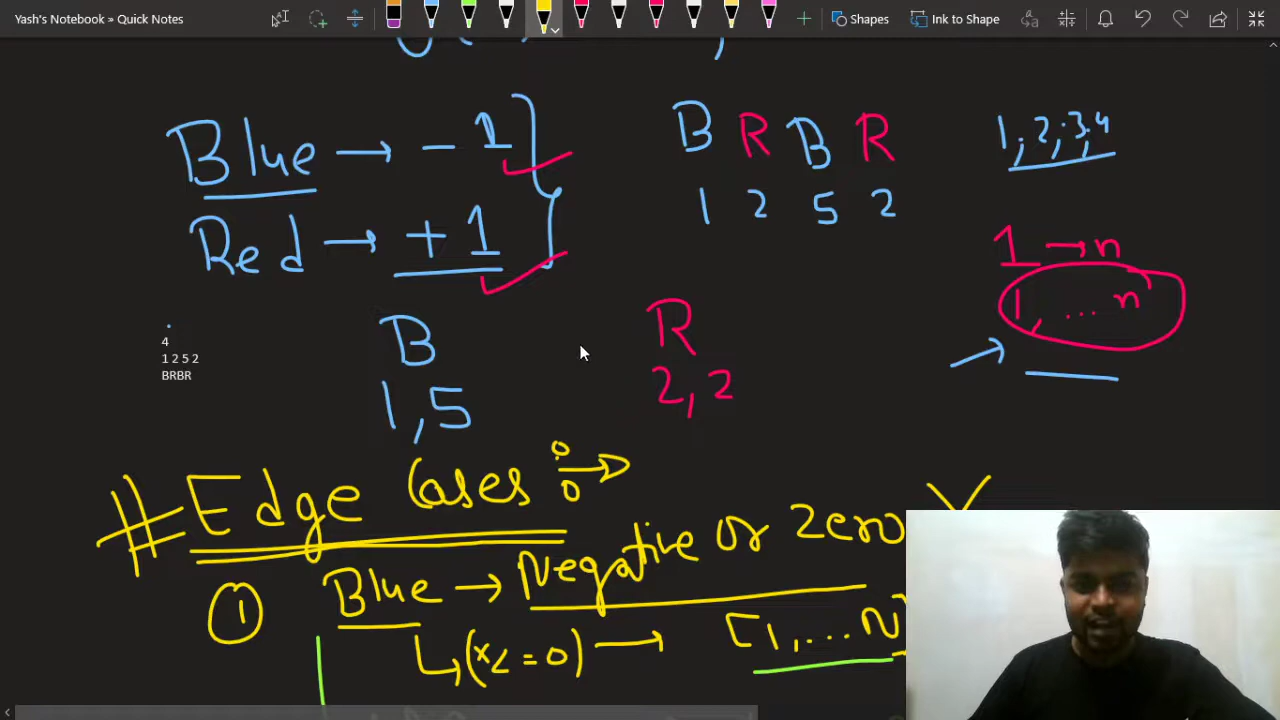 Yash's Notebook » Quick Notes
Shapes
Ink to Shape
Blue → - 1
Red → + 1
B R B R
1 2 5 2
1, 2, 3, 4
1 → n
1, ... n
4
1 2 5 2
BRBR
B
1, 5
R
2, 2
# Edge Cases :→
① Blue → Negative or Zero
(x <= 0) → [1, ... N]